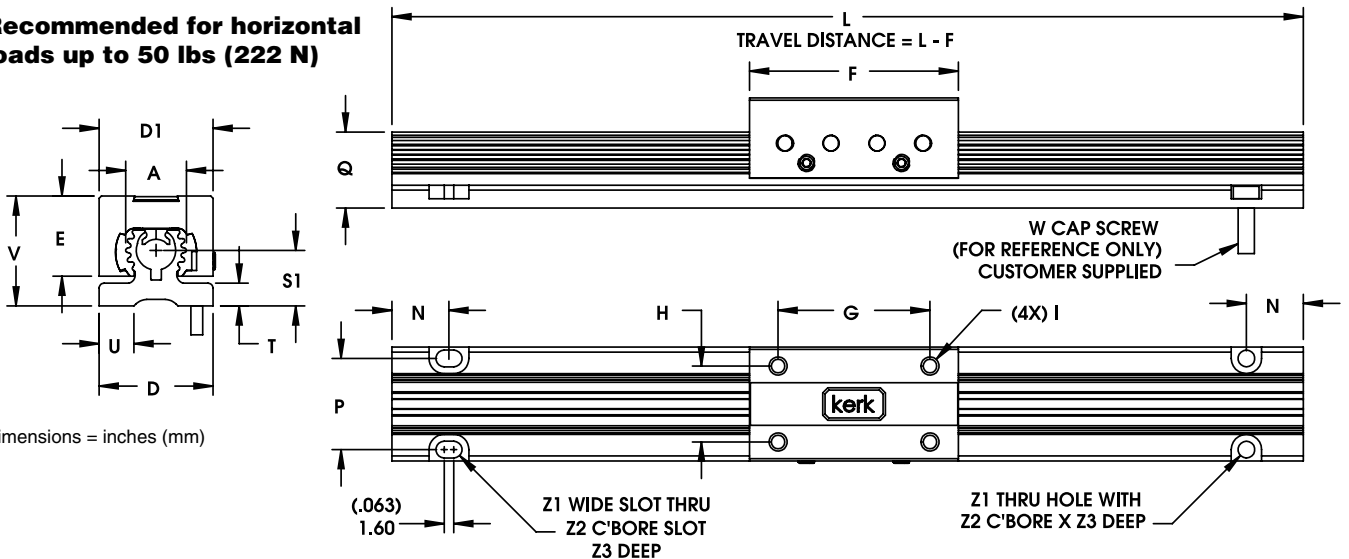 Recommended for horizontal
loads up to 50 lbs (222 N)
L
TRAVEL DISTANCE = L - F
F
D1
A
Q
V
E
S1
W CAP SCREW
(FOR REFERENCE ONLY)
CUSTOMER SUPPLIED
U
T
D
N
H
G
(4X) I
N
P
kerk
Dimensions = inches (mm)
(.063)
1.60
Z1 WIDE SLOT THRU
Z2 C'BORE SLOT
Z3 DEEP
Z1 THRU HOLE WITH
Z2 C'BORE X Z3 DEEP